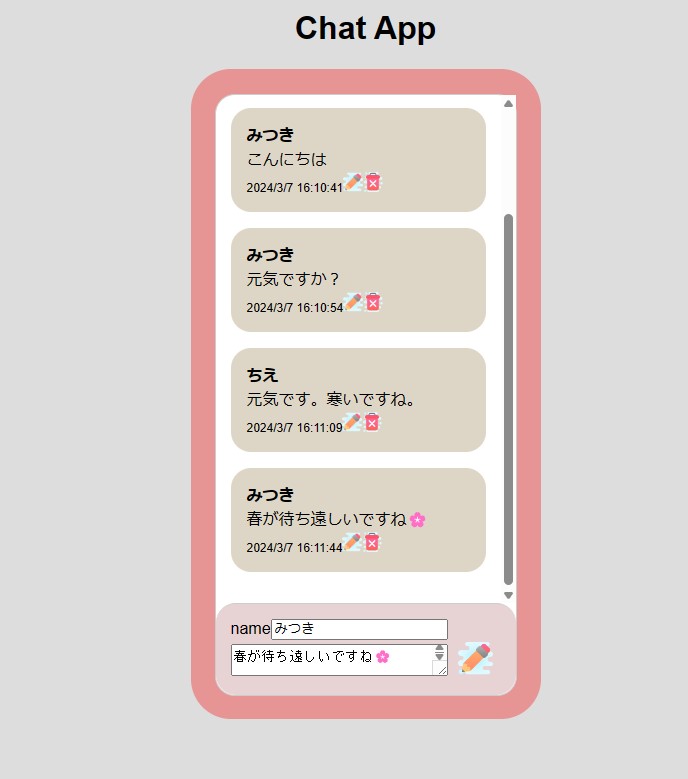 Chat App
みつき
こんにちは
2024/3/7 16:10:41
みつき
元気ですか？
2024/3/7 16:10:54
ちえ
元気です。寒いですね。
2024/3/7 16:11:09
みつき
春が待ち遠しいですね🌸
2024/3/7 16:11:44
name みつき
春が待ち遠しいですね🌸